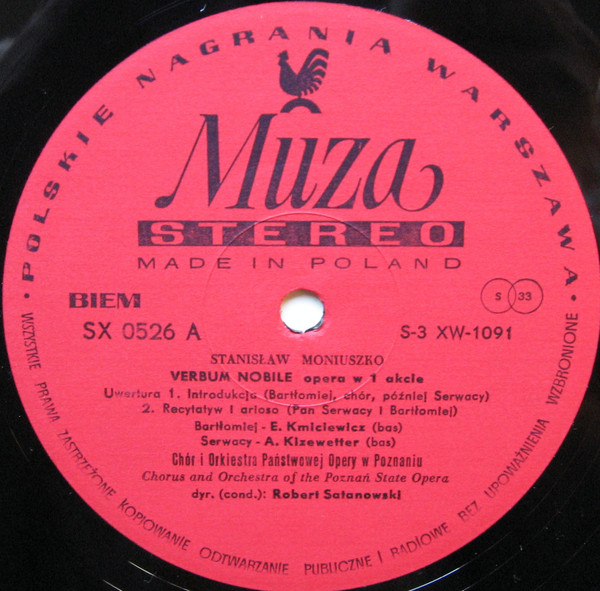 • POLSKIE NAGRANIA WARSZAWA •
Muza
STEREO
MADE IN POLAND
BIEM
S 33
SX 0526 A
S-3 XW-1091
STANISŁAW MONIUSZKO
VERBUM NOBILE opera w 1 akcie
Uwertura 1. Introdukcja (Bartłomiej, chór, później Serwacy)
2. Recytatyw i arioso (Pan Serwacy i Bartłomiej)
Bartłomiej - E. Kmiciewicz (bas)
Serwacy - A. Kizewetter (bas)
Chór i Orkiestra Państwowej Opery w Poznaniu
Chorus and Orchestra of the Poznań State Opera
dyr. (cond.): Robert Satanowski
WSZYSTKIE PRAWA ZASTRZEŻONE KOPIOWANIE ODTWARZANIE PUBLICZNE I RADIOWE BEZ UPOWAŻNIENIA WZBRONIONE